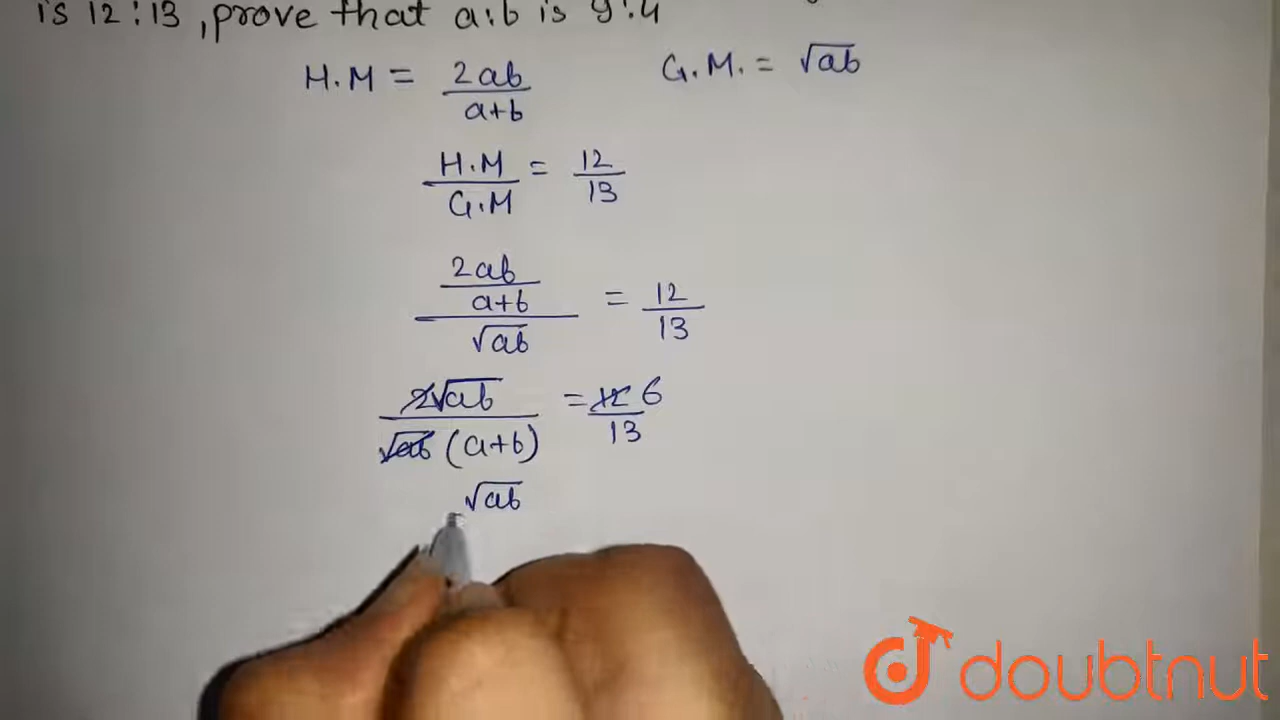 is 12:13, prove that a:b is 9:4
H.M = 2ab/a+b G.M. = √ab
H.M/G.M = 12/13
2ab/a+b/√ab = 12/13
2√ab/√ab (a+b) = 12 6/13
√ab
doubtnut